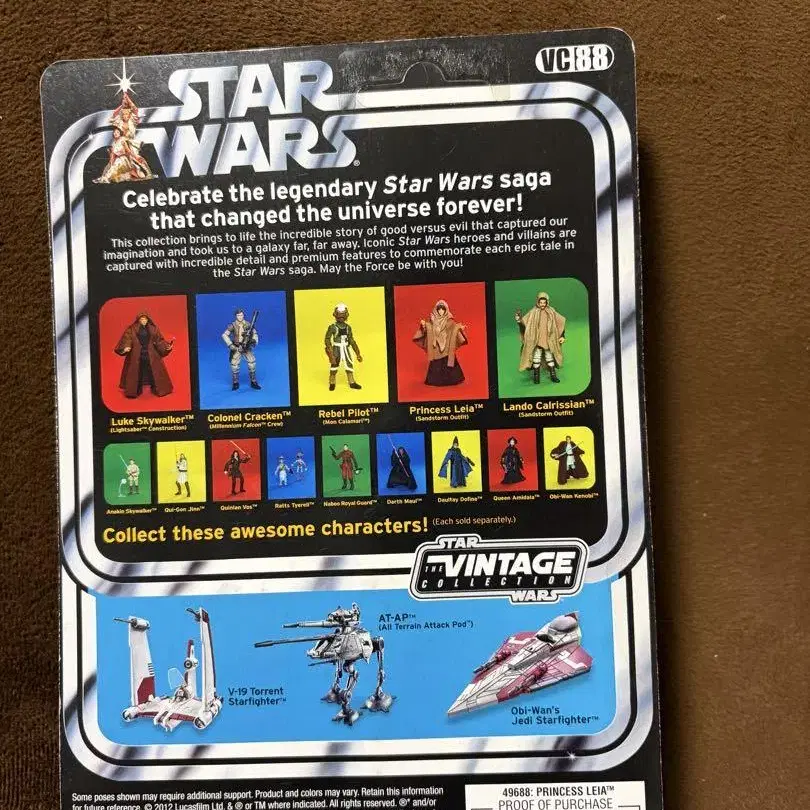 VC 88
STAR
WARS®
Celebrate the legendary Star Wars saga
that changed the universe forever!
This collection brings to life the incredible story of good versus evil that captured our
imagination and took us to a galaxy far, far away. Iconic Star Wars heroes and villains are
captured with incredible detail and premium features to commemorate each epic tale in
the Star Wars saga. May the Force be with you!
Luke Skywalker™
(Lightsaber™ Construction)
Colonel Cracken™
(Millennium Falcon™ Crew)
Rebel Pilot™
(Mon Calamari™)
Princess Leia™
(Sandstorm Outfit)
Lando Calrissian™
(Sandstorm Outfit)
Anakin Skywalker™
Qui-Gon Jinn™
Quinlan Vos™
Ratts Tyerell™
Naboo Royal Guard™
Darth Maul™
Daultay Dofine™
Queen Amidala™
Obi-Wan Kenobi™
Collect these awesome characters! (Each sold separately.)
STAR
THE VINTAGE
COLLECTION
WARS
V-19 Torrent
Starfighter™
AT-AP™
(All Terrain Attack Pod™)
Obi-Wan's
Jedi Starfighter™
Some poses shown may require additional support. Product and colors may vary. Retain this information
for future reference. © 2012 Lucasfilm Ltd. & ® or TM where indicated. All rights reserved. ®* and/or
49688: PRINCESS LEIA™
PROOF OF PURCHASE